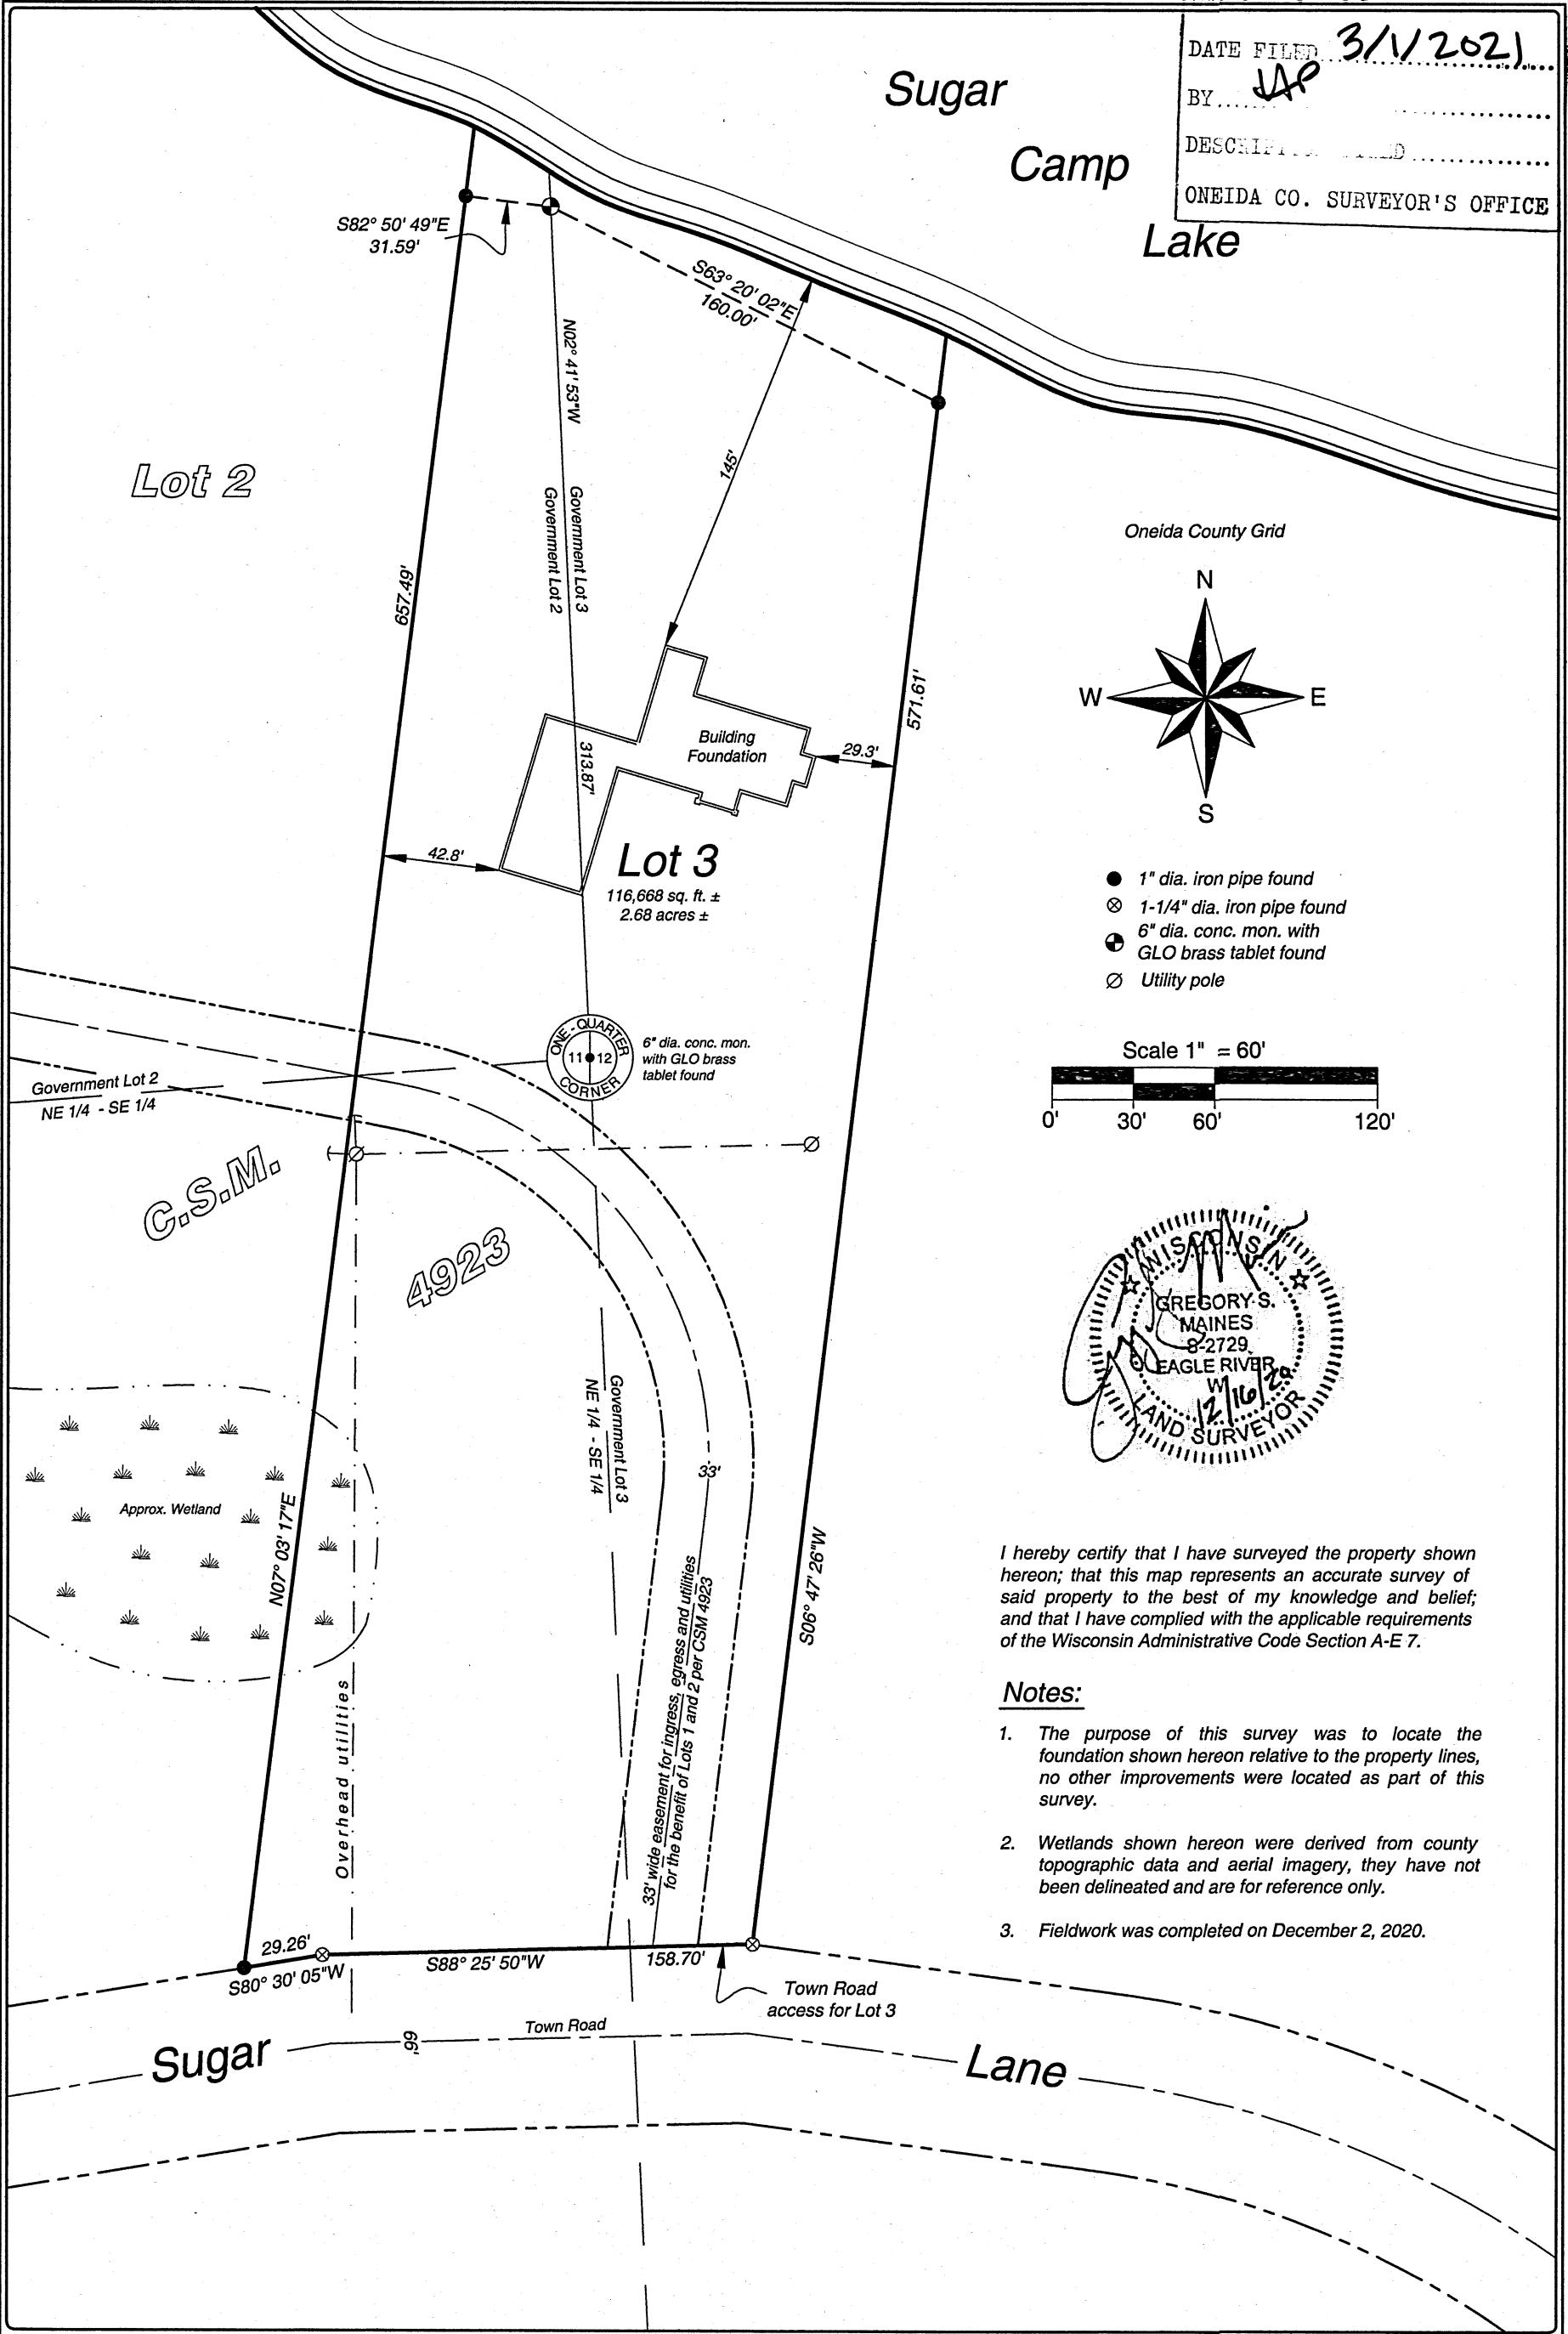 DATE FILED 3/1/2021
BY JAP
ONEIDA CO. SURVEYOR'S OFFICE
Sugar
Camp
Lake
S82° 50' 49"E
31.59'
S63° 20' 02"E
160.00'
N02° 41' 53"W
145'
Lot 2
Government Lot 3
Government Lot 2
657.49'
571.61'
Oneida County Grid
N
W
E
S
Building
Foundation
29.3'
313.87'
42.8'
Lot 3
116,668 sq. ft. ±
2.68 acres ±
1" dia. iron pipe found
1-1/4" dia. iron pipe found
6" dia. conc. mon. with
GLO brass tablet found
Utility pole
ONE-QUARTER
11 12
CORNER
6" dia. conc. mon.
with GLO brass
tablet found
Scale 1" = 60'
0' 30' 60' 120'
Government Lot 2
NE 1/4 - SE 1/4
C.S.M.
4923
WISCONSIN
GREGORY S.
MAINES
S-2729
EAGLE RIVER
WI
12/16/20
LAND SURVEYOR
Government Lot 3
NE 1/4 - SE 1/4
33'
Approx. Wetland
N07° 03' 17"E
S06° 47' 26"W
33' wide easement for ingress, egress and utilities
for the benefit of Lots 1 and 2 per CSM 4923
Overhead utilities
I hereby certify that I have surveyed the property shown
hereon; that this map represents an accurate survey of
said property to the best of my knowledge and belief;
and that I have complied with the applicable requirements
of the Wisconsin Administrative Code Section A-E 7.
Notes:
1. The purpose of this survey was to locate the
foundation shown hereon relative to the property lines,
no other improvements were located as part of this
survey.
2. Wetlands shown hereon were derived from county
topographic data and aerial imagery, they have not
been delineated and are for reference only.
3. Fieldwork was completed on December 2, 2020.
29.26'
S80° 30' 05"W
S88° 25' 50"W
158.70'
Town Road
access for Lot 3
Town Road
66'
Sugar
Lane